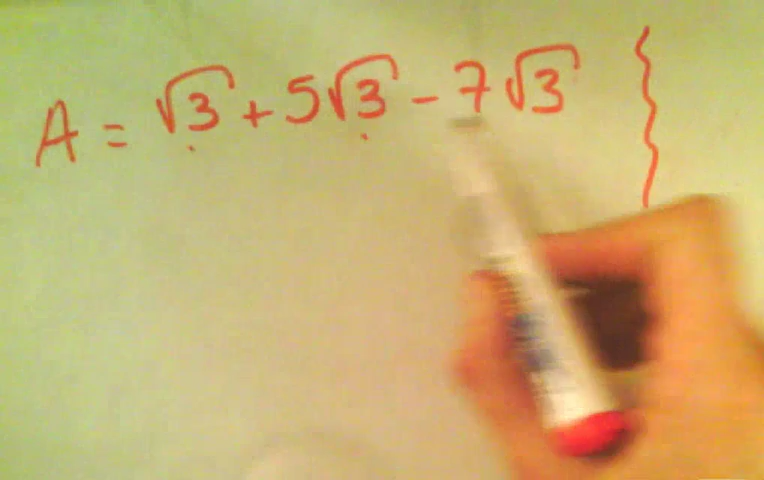 A = √3 + 5√3 - 7√3